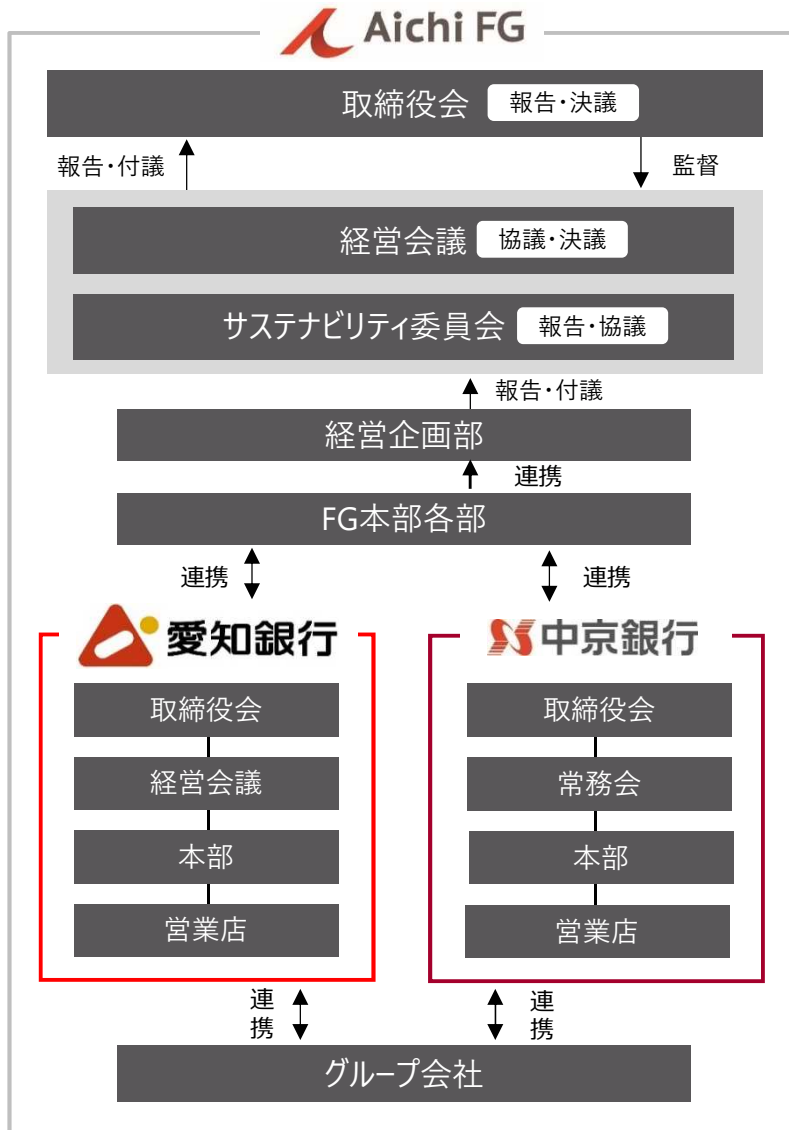 Aichi FG
取締役会 報告・決議
報告・付議
監督
経営会議 協議・決議
サステナビリティ委員会 報告・協議
報告・付議
経営企画部
連携
FG本部各部
連携
連携
愛知銀行
取締役会
経営会議
本部
営業店
中京銀行
取締役会
常務会
本部
営業店
連携
連携
グループ会社